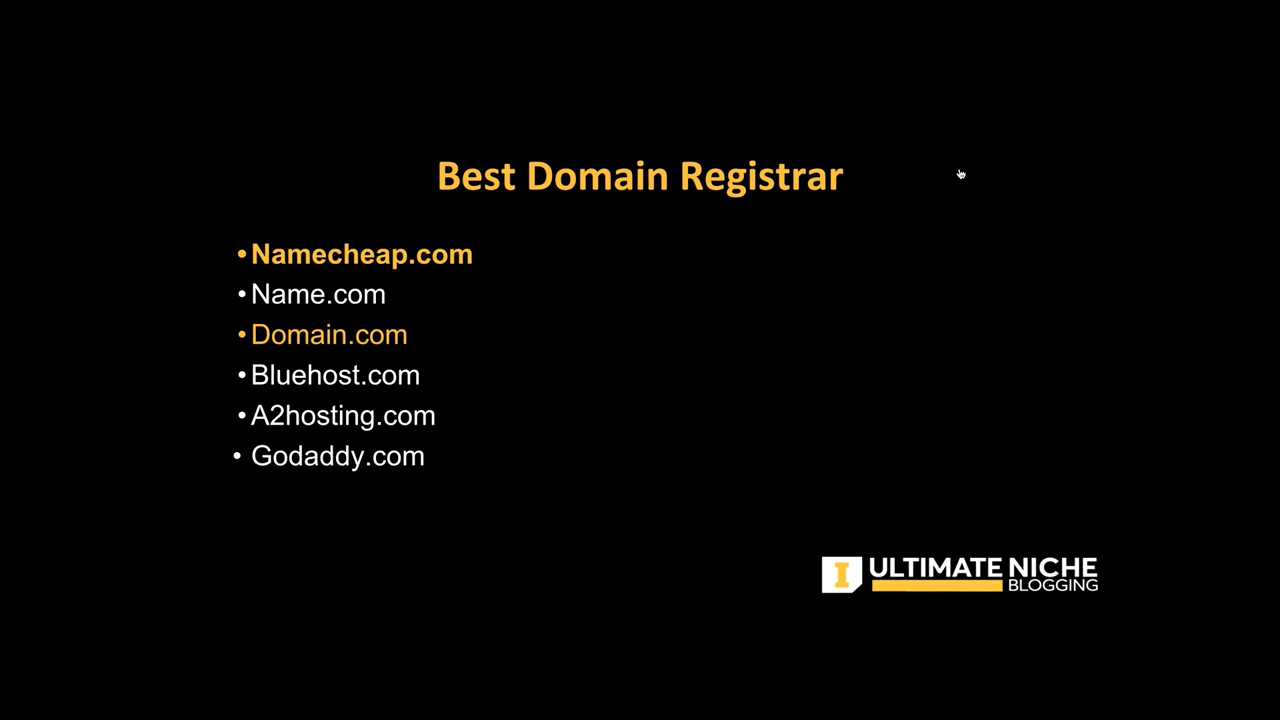 Best Domain Registrar
•Namecheap.com
•Name.com
•Domain.com
•Bluehost.com
•A2hosting.com
• Godaddy.com
I ULTIMATE NICHE
BLOGGING